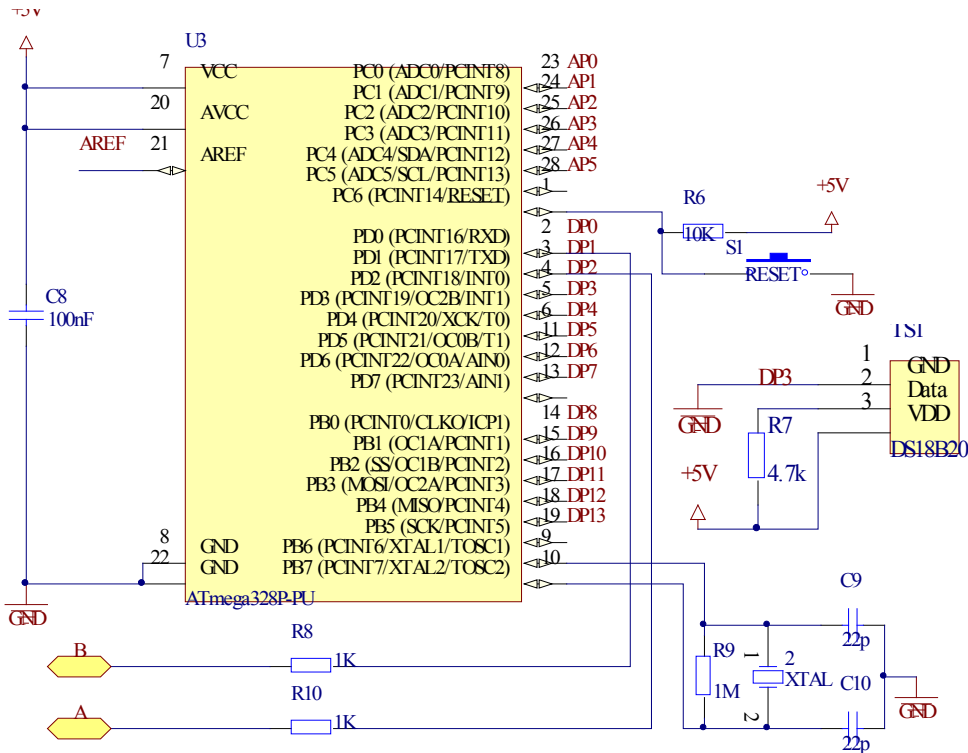 +5V
U3
7 VCC
20 AVCC
AREF 21 AREF
C8
100nF
8 GND
22 GND
GND
ATmega328P-PU
PC0 (ADC0/PCINT8) 23 AP0
PC1 (ADC1/PCINT9) 24 AP1
PC2 (ADC2/PCINT10) 25 AP2
PC3 (ADC3/PCINT11) 26 AP3
PC4 (ADC4/SDA/PCINT12) 27 AP4
PC5 (ADC5/SCL/PCINT13) 28 AP5
PC6 (PCINT14/RESET) 1
PD0 (PCINT16/RXD) 2 DP0
PD1 (PCINT17/TXD) 3 DP1
PD2 (PCINT18/INT0) 4 DP2
PD3 (PCINT19/OC2B/INT1) 5 DP3
PD4 (PCINT20/XCK/T0) 6 DP4
PD5 (PCINT21/OC0B/T1) 11 DP5
PD6 (PCINT22/OC0A/AIN0) 12 DP6
PD7 (PCINT23/AIN1) 13 DP7
PB0 (PCINT0/CLKO/ICP1) 14 DP8
PB1 (OC1A/PCINT1) 15 DP9
PB2 (SS/OC1B/PCINT2) 16 DP10
PB3 (MOSI/OC2A/PCINT3) 17 DP11
PB4 (MISO/PCINT4) 18 DP12
PB5 (SCK/PCINT5) 19 DP13
PB6 (PCINT6/XTAL1/TOSC1) 9
PB7 (PCINT7/XTAL2/TOSC2) 10
R6
10K
+5V
S1
RESET
GND
TS1
1 GND
DP3 2 Data
3 VDD
DS18B20
GND
R7
4.7k
+5V
B
R8
1K
A
R10
1K
R9
1M
1
2
2
XTAL
C9
22p
C10
22p
GND